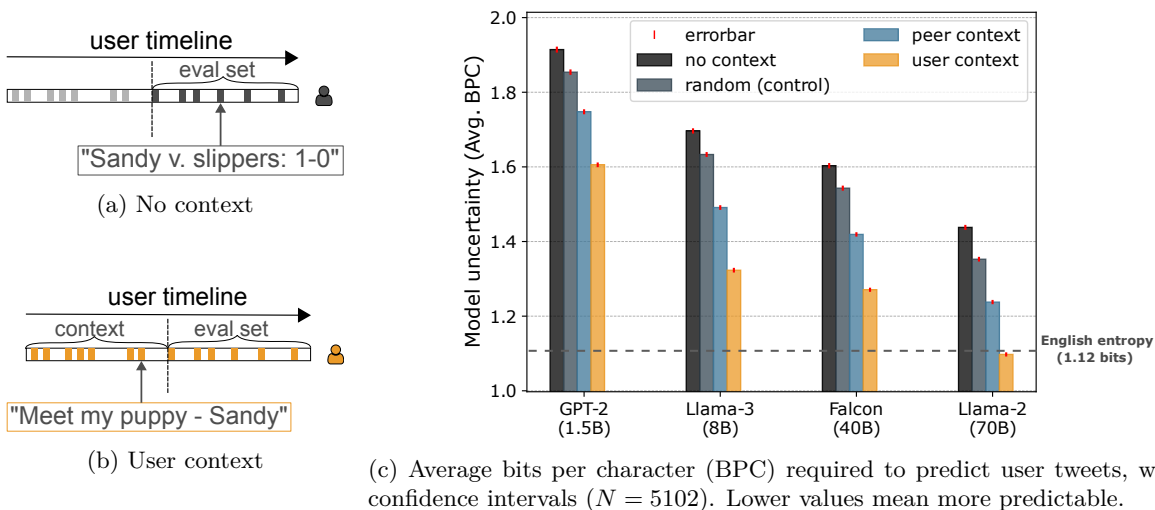 user timeline
eval set
"Sandy v. slippers: 1-0"
(a) No context
user timeline
context
eval set
"Meet my puppy - Sandy"
(b) User context
Model uncertainty (Avg. BPC)
2.0
1.8
1.6
1.4
1.2
1.0
errorbar
no context
random (control)
peer context
user context
English entropy
(1.12 bits)
GPT-2
(1.5B)
Llama-3
(8B)
Falcon
(40B)
Llama-2
(70B)
(c) Average bits per character (BPC) required to predict user tweets, w
confidence intervals (N = 5102). Lower values mean more predictable.